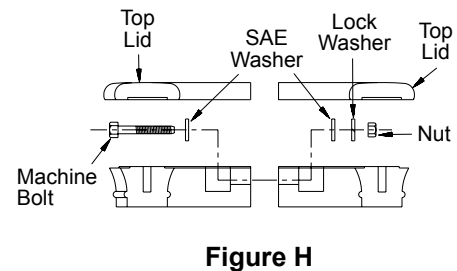 Top
Lid
SAE
Washer
Lock
Washer
Top
Lid
Nut
Machine
Bolt
Figure H